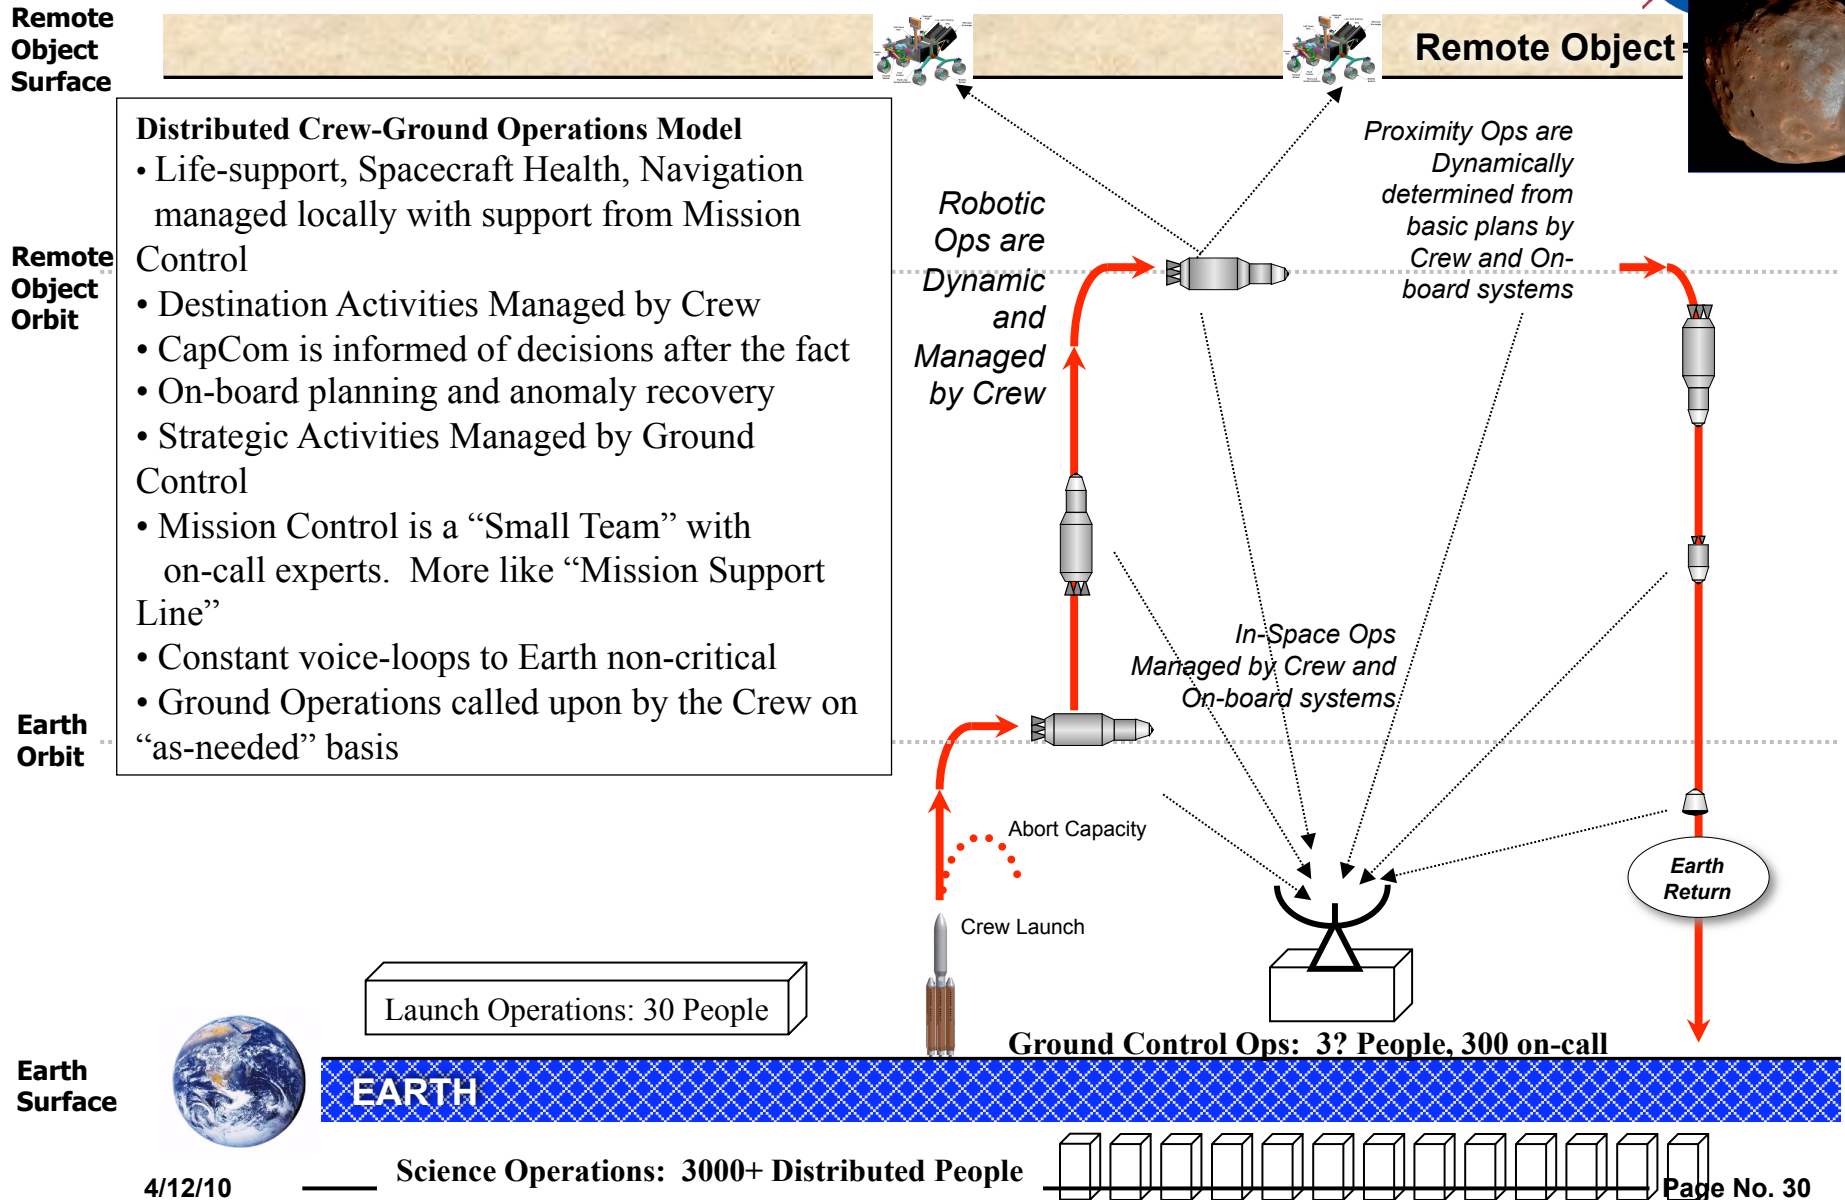 Remote
Object
Surface
Remote Object
Distributed Crew-Ground Operations Model
• Life-support, Spacecraft Health, Navigation
managed locally with support from Mission
Control
• Destination Activities Managed by Crew
• CapCom is informed of decisions after the fact
• On-board planning and anomaly recovery
• Strategic Activities Managed by Ground
Control
• Mission Control is a “Small Team” with
on-call experts. More like “Mission Support
Line”
• Constant voice-loops to Earth non-critical
• Ground Operations called upon by the Crew on
“as-needed” basis
Remote
Object
Orbit
Robotic
Ops are
Dynamic
and
Managed
by Crew
Proximity Ops are
Dynamically
determined from
basic plans by
Crew and On-
board systems
In-Space Ops
Managed by Crew and
On-board systems
Earth
Orbit
Abort Capacity
Crew Launch
Earth
Return
Launch Operations: 30 People
Ground Control Ops: 3? People, 300 on-call
Earth
Surface
EARTH
Science Operations: 3000+ Distributed People
4/12/10
Page No. 30